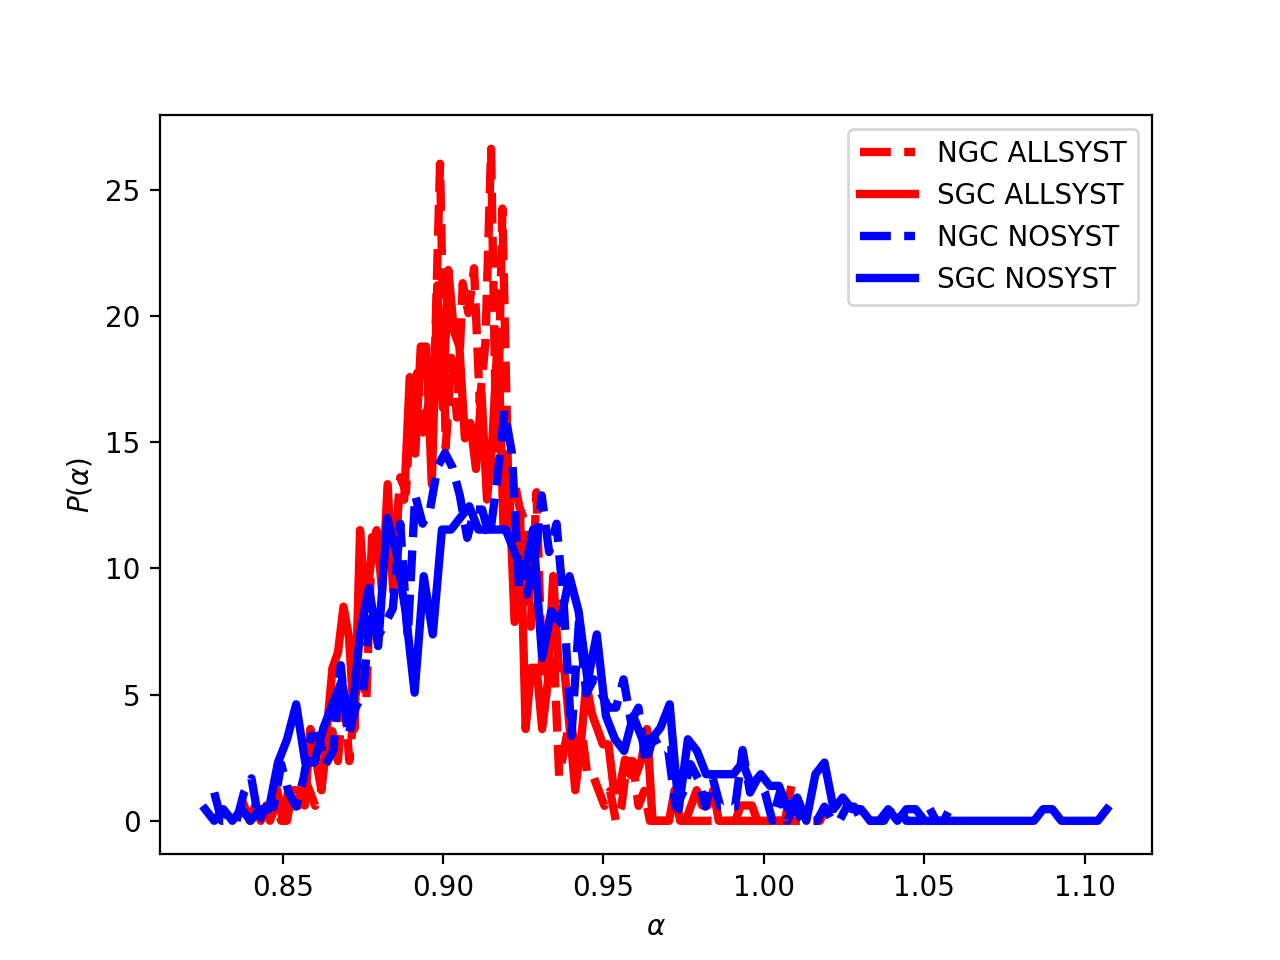 NGC ALLSYST
SGC ALLSYST
NGC NOSYST
SGC NOSYST
25
20
15
10
5
0
P(α)
0.85 0.90 0.95 1.00 1.05 1.10
α